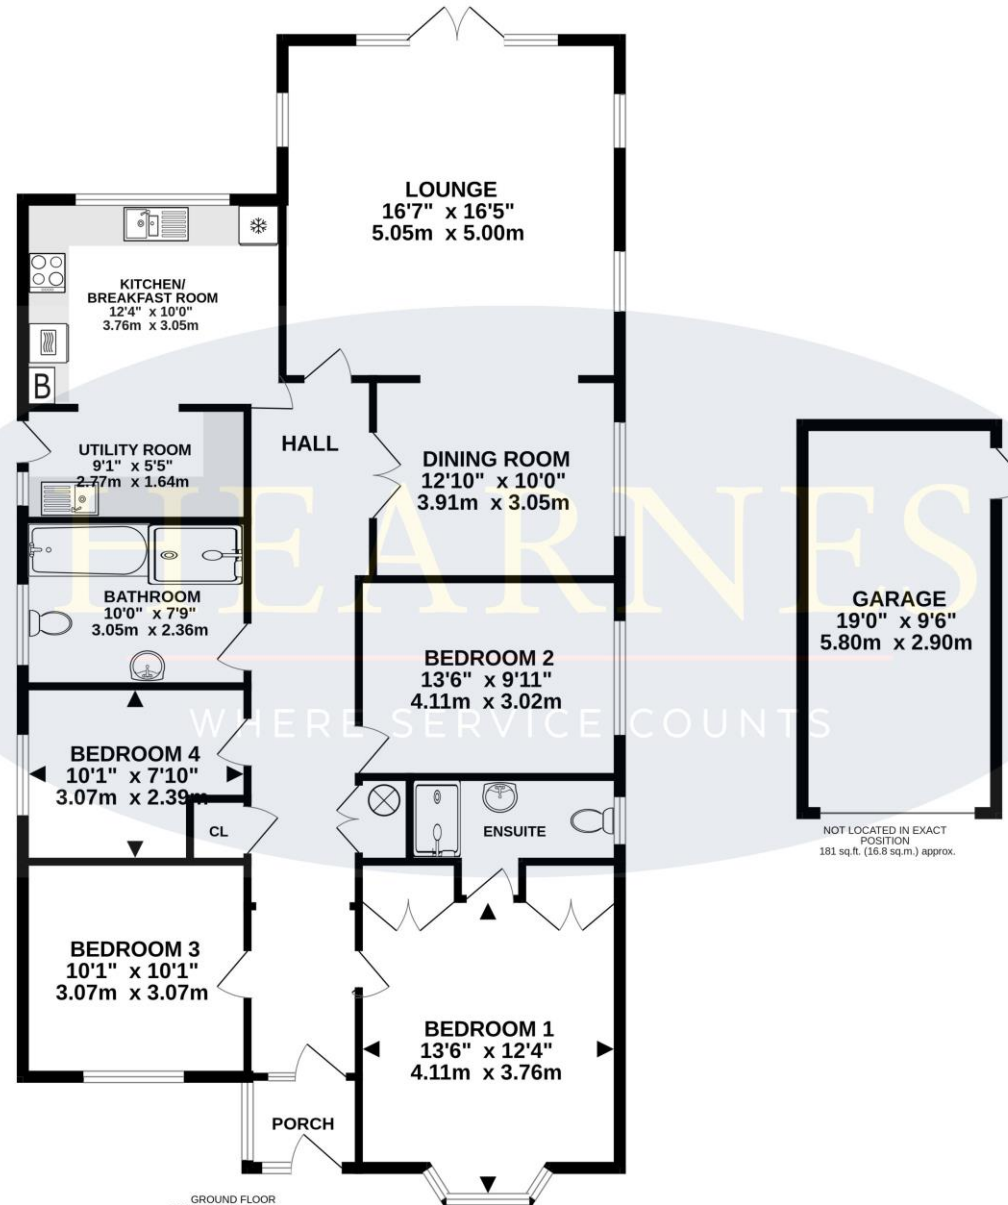 LOUNGE
16'7" x 16'5"
5.05m x 5.00m
KITCHEN/
BREAKFAST ROOM
12'4" x 10'0"
3.76m x 3.05m
B
HALL
UTILITY ROOM
9'1" x 5'5"
2.77m x 1.64m
DINING ROOM
12'10" x 10'0"
3.91m x 3.05m
HEARNES
WHERE SERVICE COUNTS
BATHROOM
10'0" x 7'9"
3.05m x 2.36m
GARAGE
19'0" x 9'6"
5.80m x 2.90m
BEDROOM 2
13'6" x 9'11"
4.11m x 3.02m
BEDROOM 4
10'1" x 7'10"
3.07m x 2.39m
CL
ENSUITE
NOT LOCATED IN EXACT
POSITION
181 sq.ft. (16.8 sq.m.) approx.
BEDROOM 3
10'1" x 10'1"
3.07m x 3.07m
BEDROOM 1
13'6" x 12'4"
4.11m x 3.76m
PORCH
GROUND FLOOR